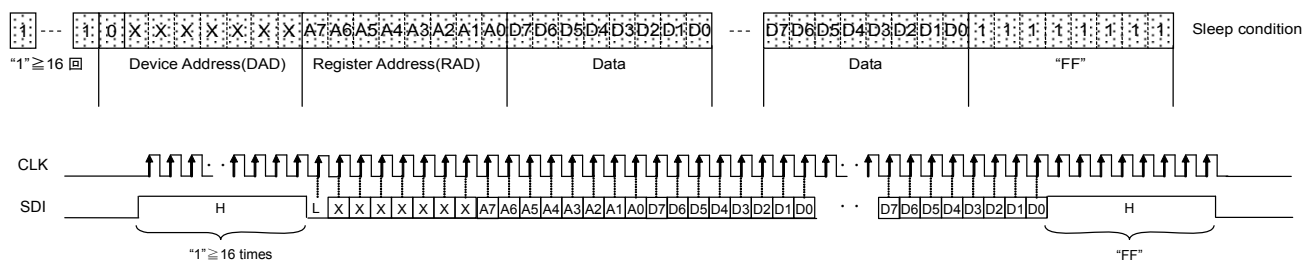 1 --- 1 0 X X X X X X X A7 A6 A5 A4 A3 A2 A1 A0 D7 D6 D5 D4 D3 D2 D1 D0 --- D7 D6 D5 D4 D3 D2 D1 D0 1 1 1 1 1 1 1 1 Sleep condition
“1”≧16 回 Device Address(DAD) Register Address(RAD) Data Data “FF”
CLK
SDI H L X X X X X X X A7 A6 A5 A4 A3 A2 A1 A0 D7 D6 D5 D4 D3 D2 D1 D0 · · D7 D6 D5 D4 D3 D2 D1 D0 H
“1”≧16 times “FF”